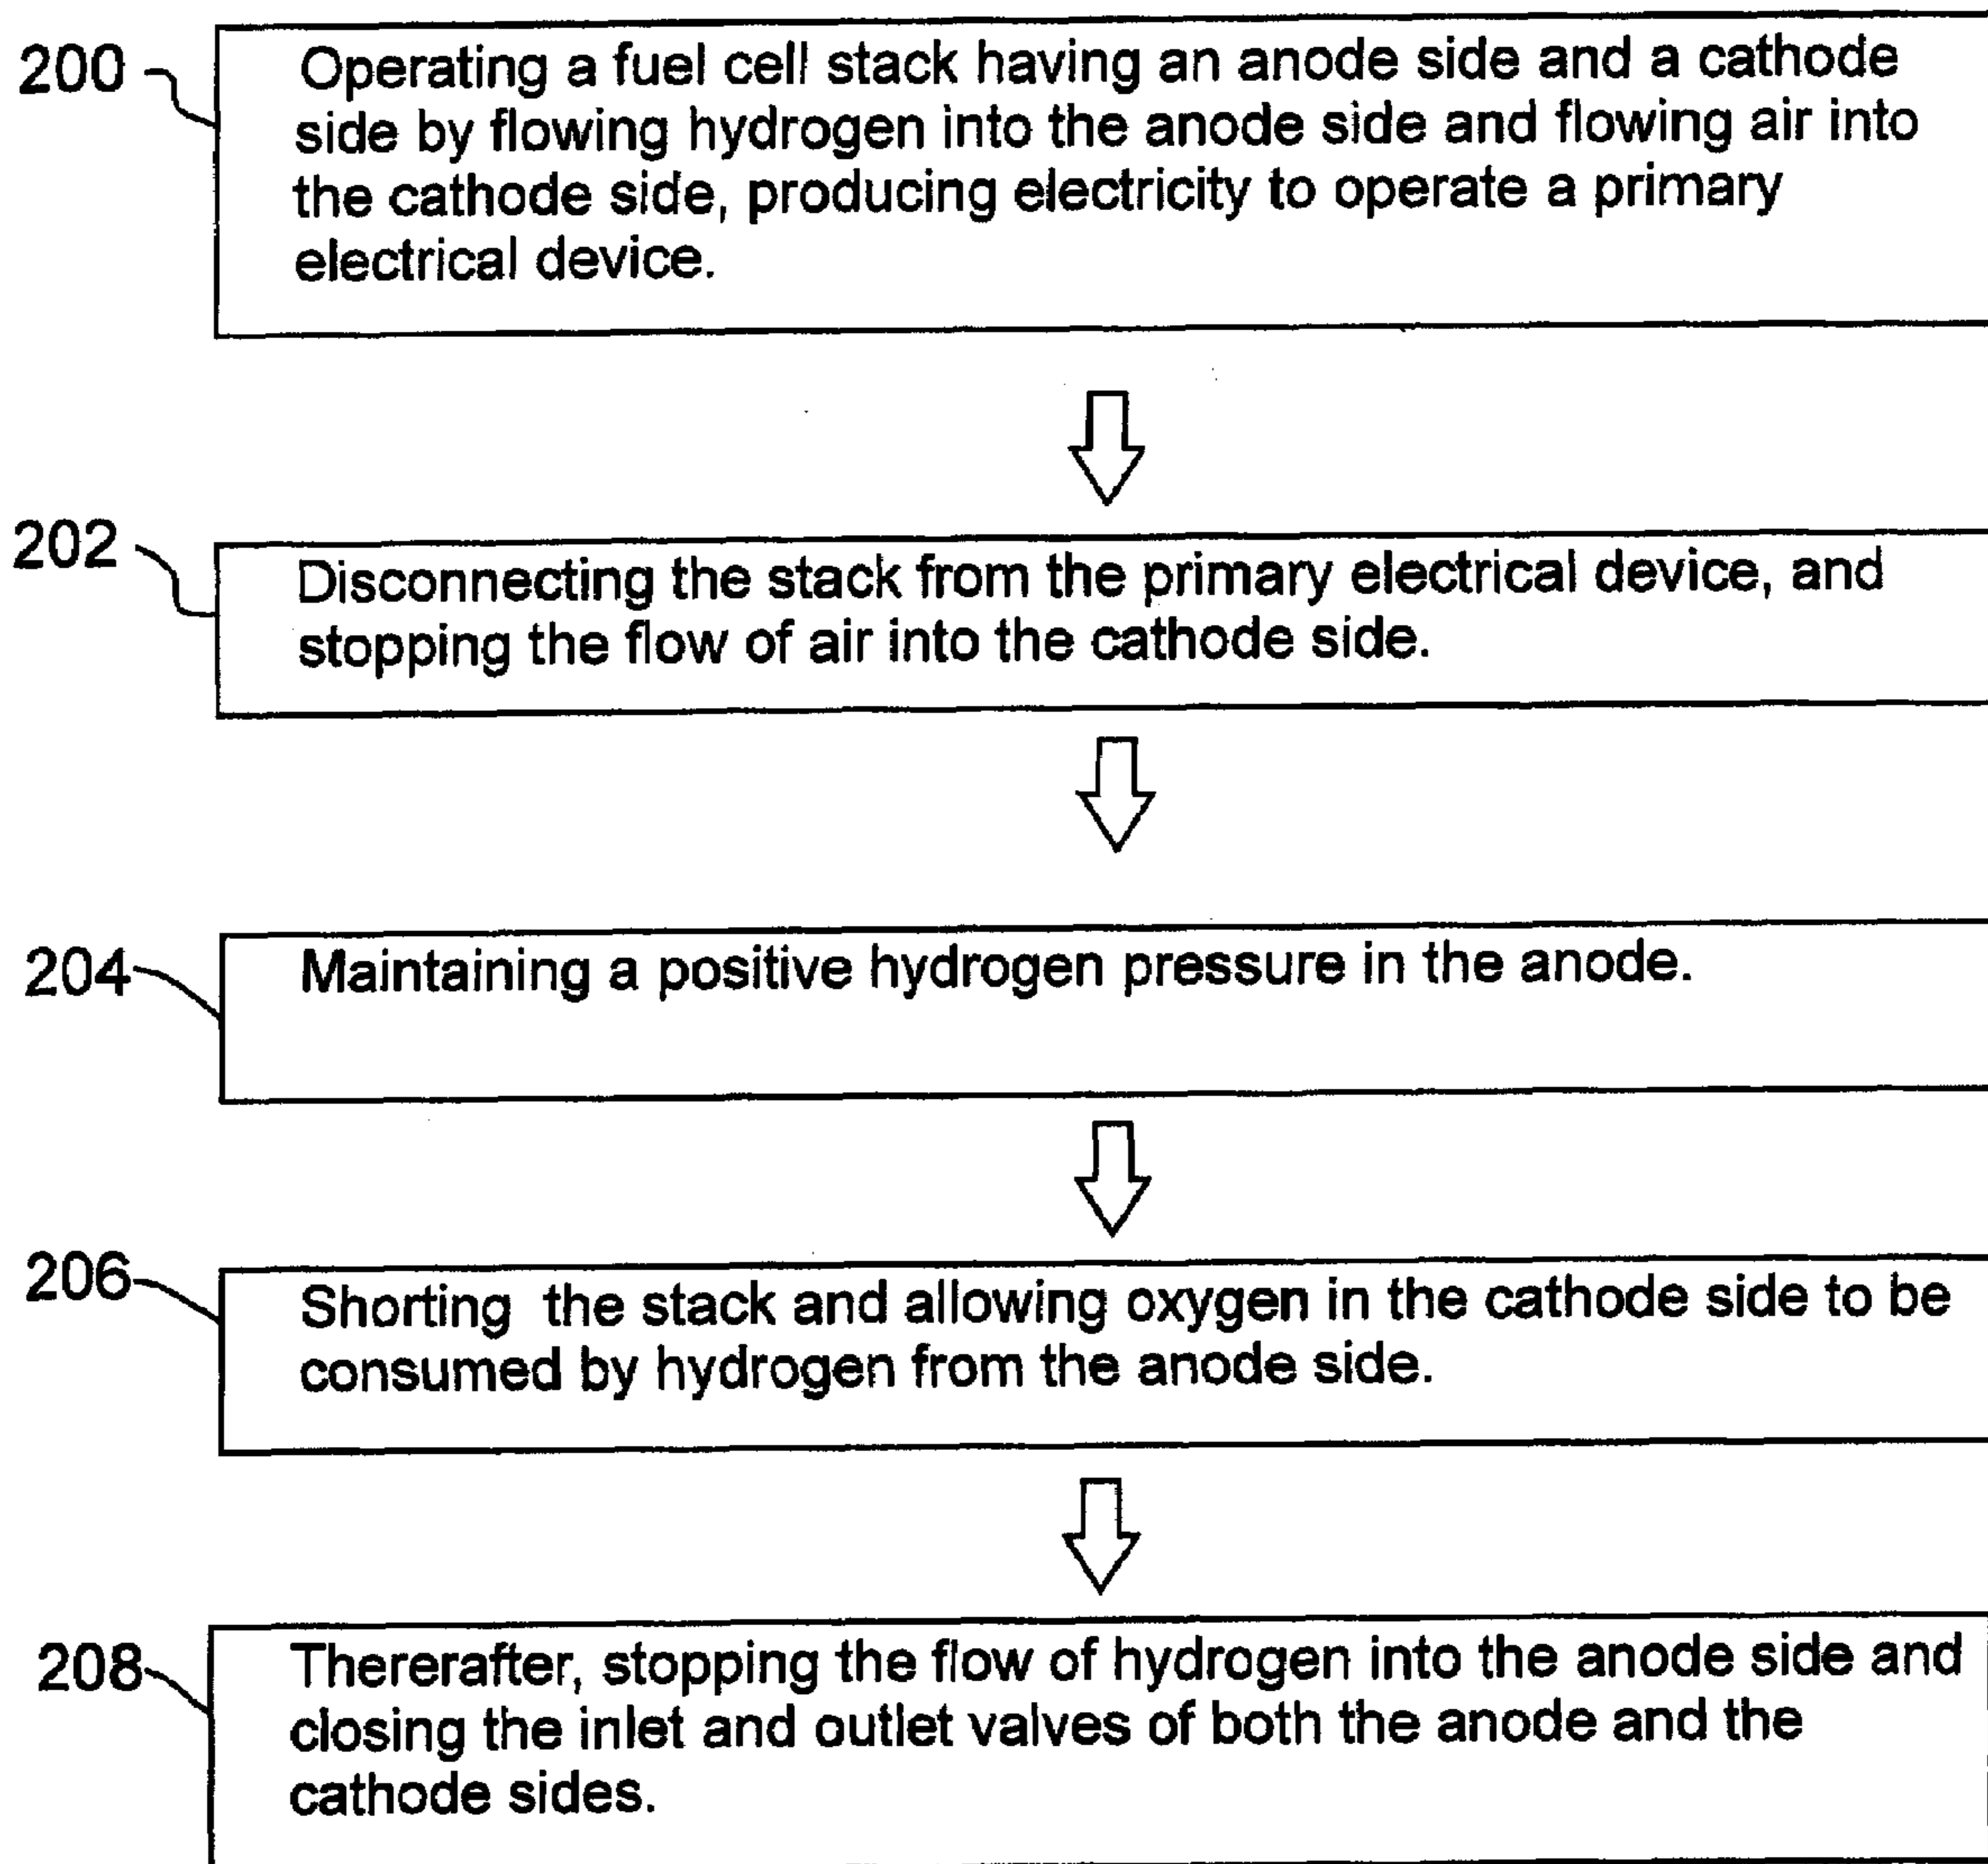 200
Operating a fuel cell stack having an anode side and a cathode
side by flowing hydrogen into the anode side and flowing air into
the cathode side, producing electricity to operate a primary
electrical device.
202
Disconnecting the stack from the primary electrical device, and
stopping the flow of air into the cathode side.
204
Maintaining a positive hydrogen pressure in the anode.
206
Shorting the stack and allowing oxygen in the cathode side to be
consumed by hydrogen from the anode side.
208
Thererafter, stopping the flow of hydrogen into the anode side and
closing the inlet and outlet valves of both the anode and the
cathode sides.